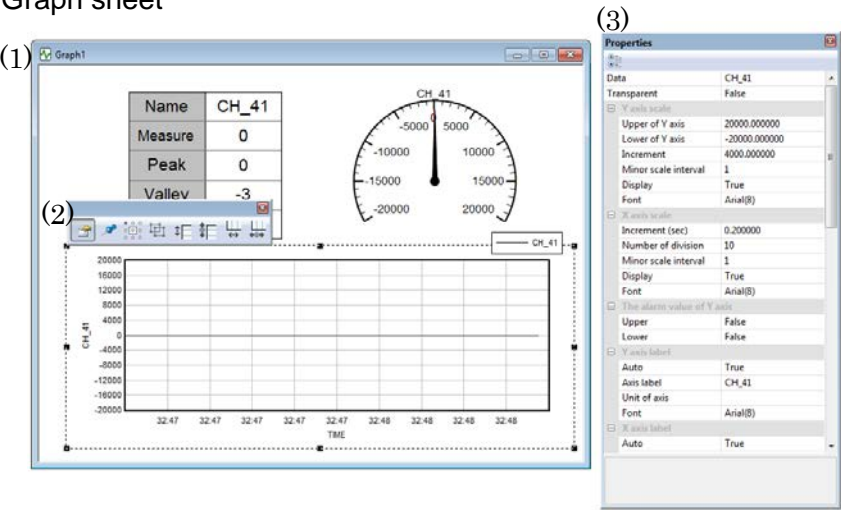 Graph sheet
(1)
Graph1
Name CH_41
Measure 0
Peak 0
Valley -3
CH_41
0
-5000 5000
-10000 10000
-15000 15000
-20000 20000
(2)
CH_41
20000
16000
12000
8000
4000
0
-4000
-8000
-12000
-16000
-20000
CH_41
32:47 32:47 32:47 32:47 32:47 32:48 32:48 32:48 32:48
TIME
(3)
Properties
Data CH_41
Transparent False
Y axis scale
Upper of Y axis 20000.000000
Lower of Y axis -20000.000000
Increment 4000.000000
Minor scale interval 1
Display True
Font Arial(8)
X axis scale
Increment (sec) 0.200000
Number of division 10
Minor scale interval 1
Display True
Font Arial(8)
The alarm value of Y axis
Upper False
Lower False
Y axis label
Auto True
Axis label CH_41
Unit of axis
Font Arial(8)
X axis label
Auto True